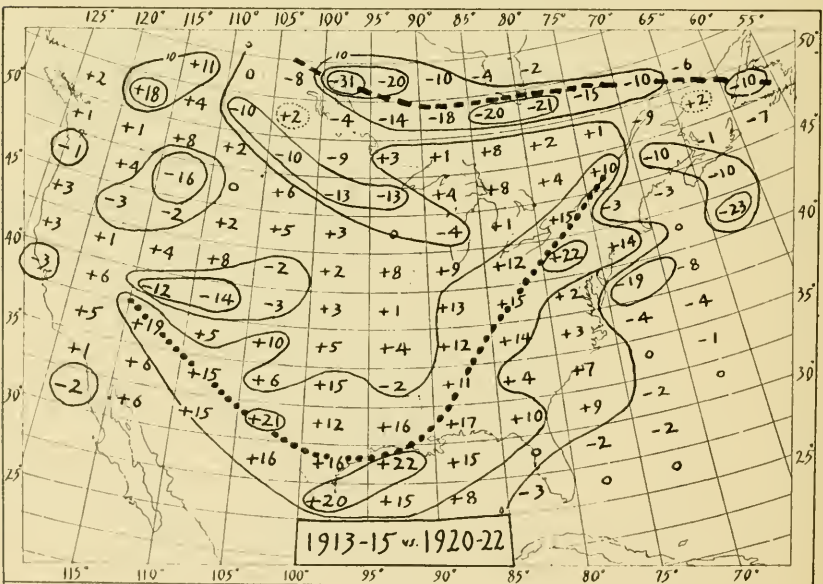 125° 120° 115° 110° 105° 100° 95° 90° 85° 80° 75° 70° 65° 60° 55°
50° +2 +18 10 +11 0 -8 -31 -20 10 -10 -4 -2 -6 -10 50°
+1 +1 +4 -10 +2 -4 -14 -18 -20 -21 -15 -10 +2 -7
45° -1 +4 +8 +2 -10 -9 +3 +1 +8 +2 +1 -9 -1 45°
+3 -3 -16 0 +6 -13 -13 +4 +8 +4 +10 -10 -10
+3 -2 +2 +5 +3 0 -4 +1 +15 -3 -3 -23 40°
40° -3 +1 +4 +8 -2 +2 +8 +9 +12 +22 +14 0
+6 -12 -14 -3 +3 +1 +13 +15 +2 -19 -8 35°
35° +5 +19 +5 +10 +5 -4 +12 +14 +3 -4 -4
+1 +6 +15 +6 +15 -2 +11 +4 +7 0 -1
30° -2 +6 +15 +21 +12 +16 +17 +10 +9 -2 0 30°
+16 +16 +22 +15 0 -2 -2
25° +20 +15 +8 -3 0 0 25°
1913-15 vs. 1920-22
115° 110° 105° 100° 95° 90° 85° 80° 75° 70°